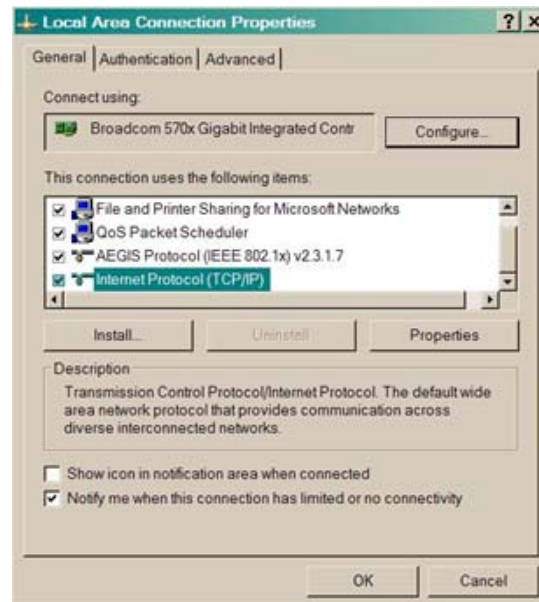 Local Area Connection Properties
General Authentication Advanced
Connect using:
Broadcom 570x Gigabit Integrated Contr Configure...
This connection uses the following items:
File and Printer Sharing for Microsoft Networks
QoS Packet Scheduler
AEGIS Protocol (IEEE 802.1x) v2.3.1.7
Internet Protocol (TCP/IP)
Install... Uninstall Properties
Description
Transmission Control Protocol/Internet Protocol. The default wide
area network protocol that provides communication across
diverse interconnected networks.
Show icon in notification area when connected
Notify me when this connection has limited or no connectivity
OK Cancel